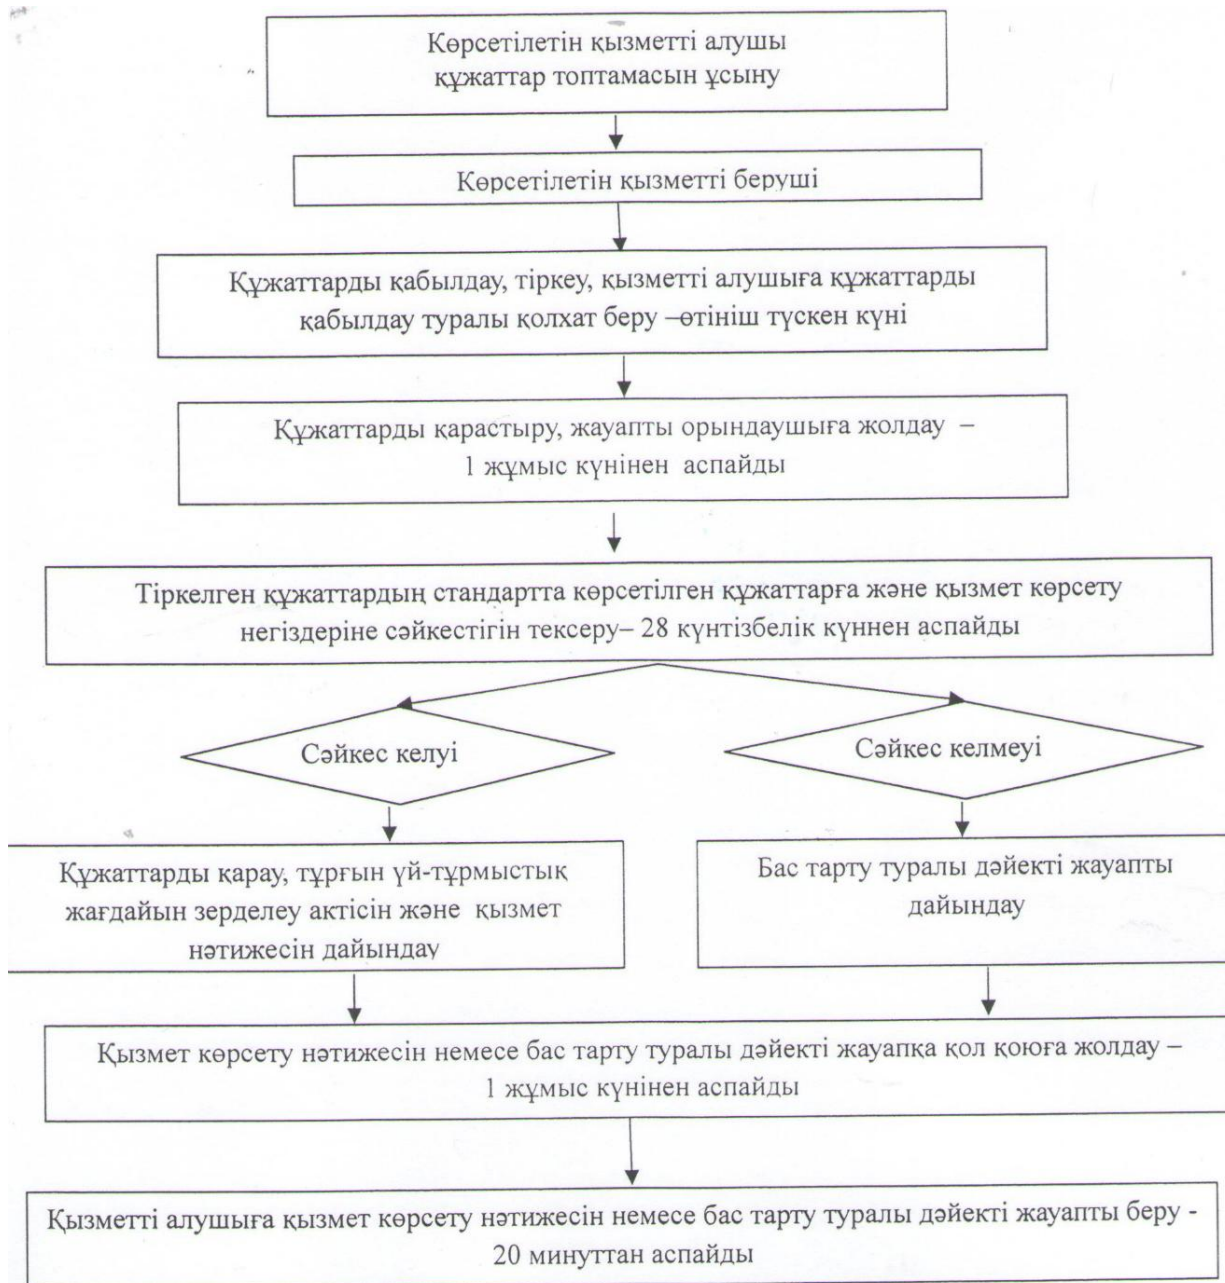 Көрсетілетін қызметті алушы
құжаттар топтамасын ұсыну
Көрсетілетін қызметті беруші
Құжаттарды қабылдау, тіркеу, қызметті алушыға құжаттарды
қабылдау туралы қолхат беру –өтініш түскен күні
Құжаттарды қарастыру, жауапты орындаушыға жолдау –
1 жұмыс күнінен аспайды
Тіркелген құжаттардың стандартта көрсетілген құжаттарға және қызмет көрсету
негіздеріне сәйкестігін тексеру– 28 күнтізбелік күннен аспайды
Сәйкес келуі
Сәйкес келмеуі
Құжаттарды қарау, тұрғын үй-тұрмыстық
жағдайын зерделеу актісін және қызмет
нәтижесін дайындау
Бас тарту туралы дәйекті жауапты
дайындау
Қызмет көрсету нәтижесін немесе бас тарту туралы дәйекті жауапқа қол қоюға жолдау –
1 жұмыс күнінен аспайды
Қызметті алушыға қызмет көрсету нәтижесін немесе бас тарту туралы дәйекті жауапты беру -
20 минуттан аспайды